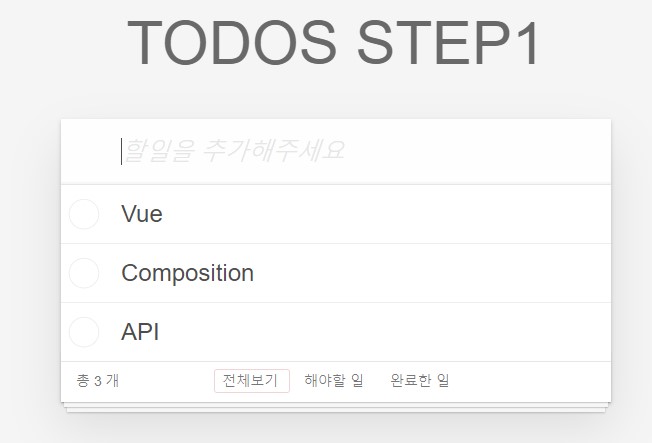 TODOS STEP1
할일을 추가해주세요
Vue
Composition
API
총 3 개 전체보기 해야할 일 완료한 일